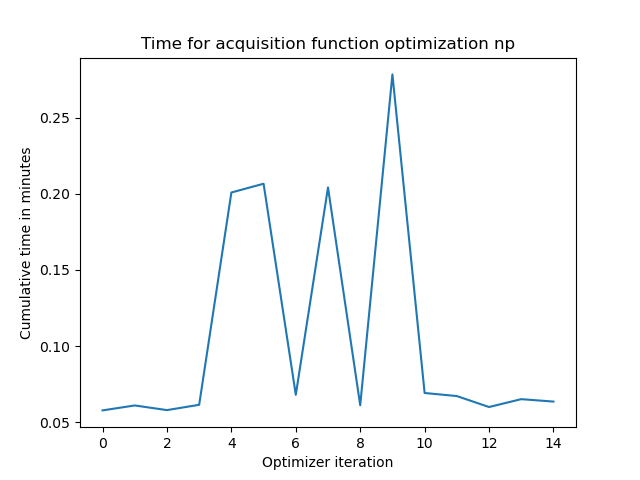 Time for acquisition function optimization np
Cumulative time in minutes
0.25
0.20
0.15
0.10
0.05
0 2 4 6 8 10 12 14
Optimizer iteration